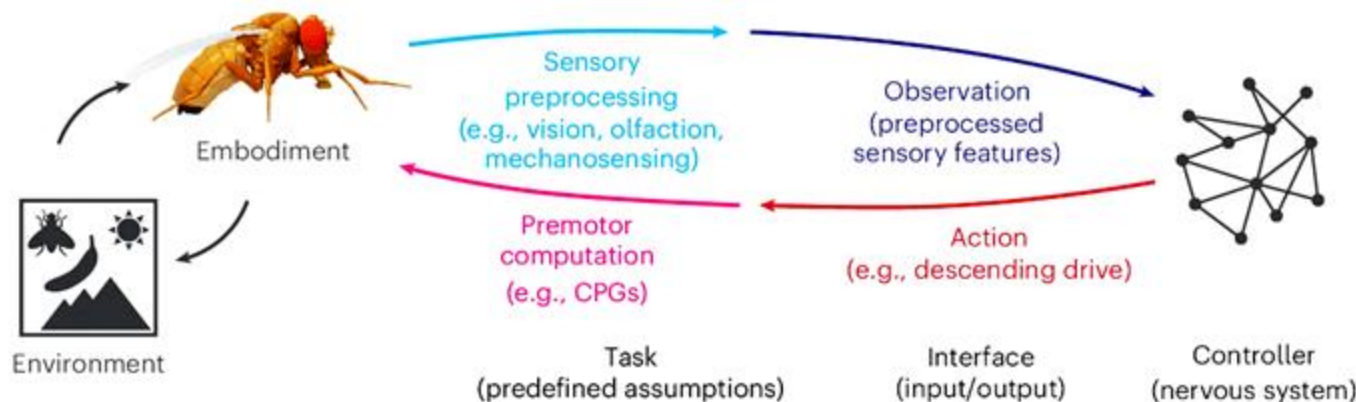 Sensory
preprocessing
(e.g., vision, olfaction,
mechanosensing)
Observation
(preprocessed
sensory features)
Embodiment
Premotor
computation
(e.g., CPGs)
Action
(e.g., descending drive)
Environment
Task
(predefined assumptions)
Interface
(input/output)
Controller
(nervous system)